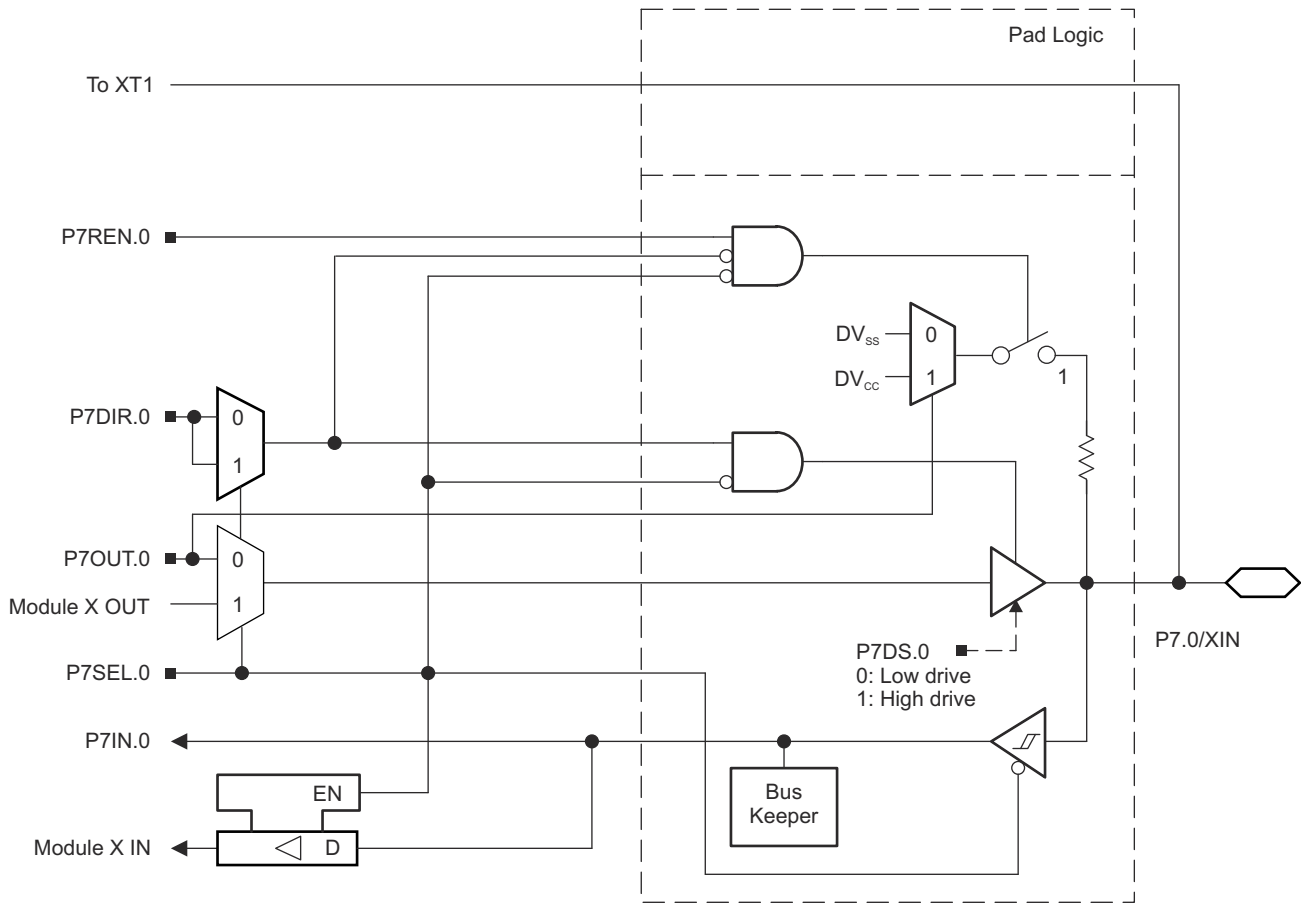 Pad Logic
To XT1
P7REN.0
DVSS
0
DVCC
1
1
P7DIR.0
0
1
P7OUT.0
0
Module X OUT
1
P7SEL.0
P7DS.0
0: Low drive
1: High drive
P7.0/XIN
P7IN.0
EN
Bus
Keeper
Module X IN
D